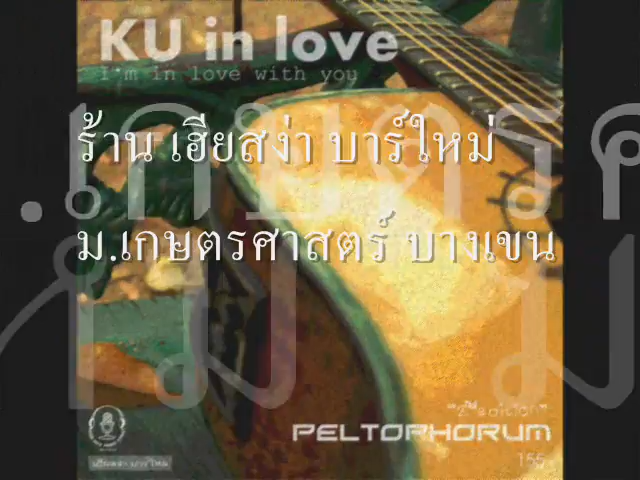 KU in love
I'm in love with you
ร้าน เฮียสง่า บาร์ใหม่
ม.เกษตรศาสตร์ บางเขน
PELTOPHORUM
155